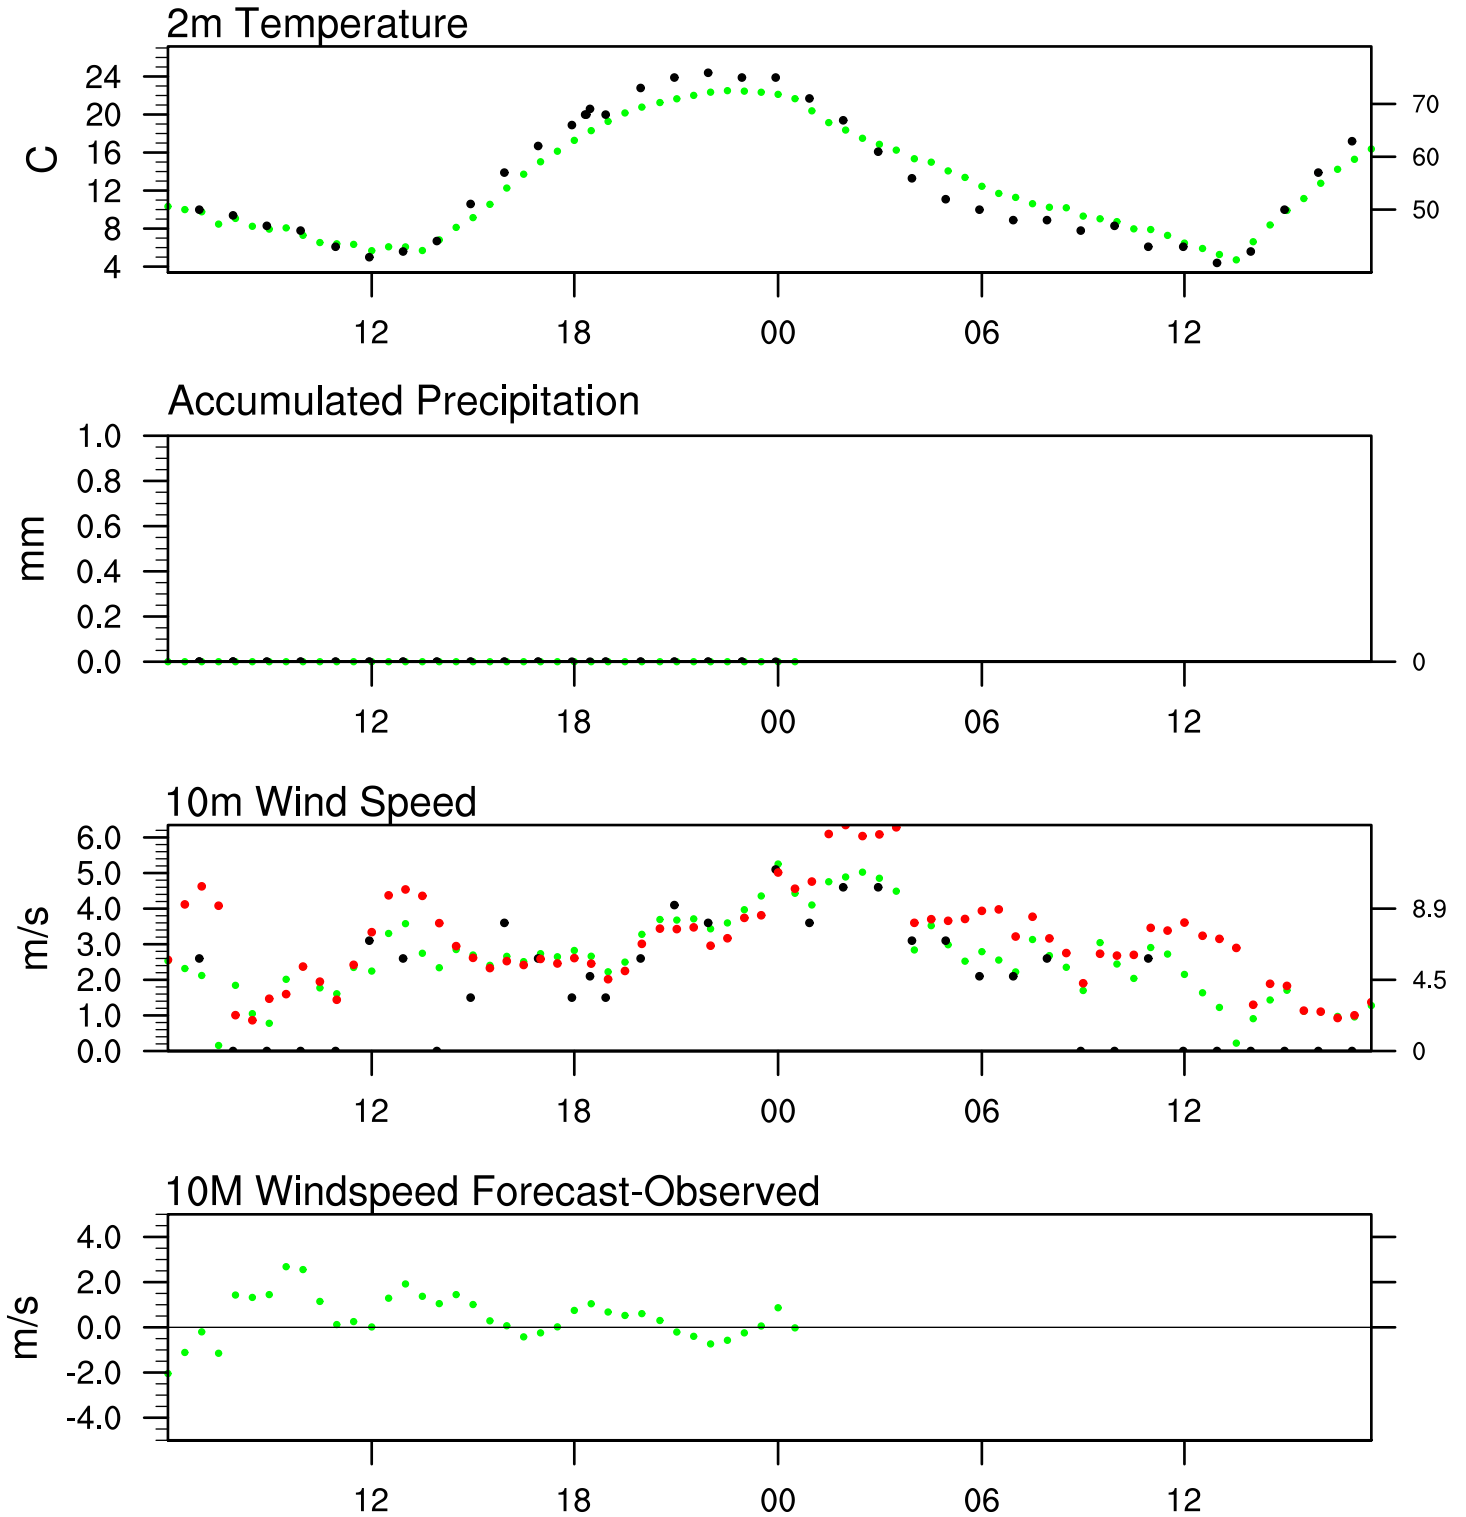 2m Temperature
24
20
16
12
8
4
C
70
60
50
12 18 00 06 12
Accumulated Precipitation
1.0
0.8
0.6
0.4
0.2
0.0
mm
0
12 18 00 06 12
10m Wind Speed
6.0
5.0
4.0
3.0
2.0
1.0
0.0
m/s
8.9
4.5
0
12 18 00 06 12
10M Windspeed Forecast-Observed
4.0
2.0
0.0
-2.0
-4.0
m/s
12 18 00 06 12